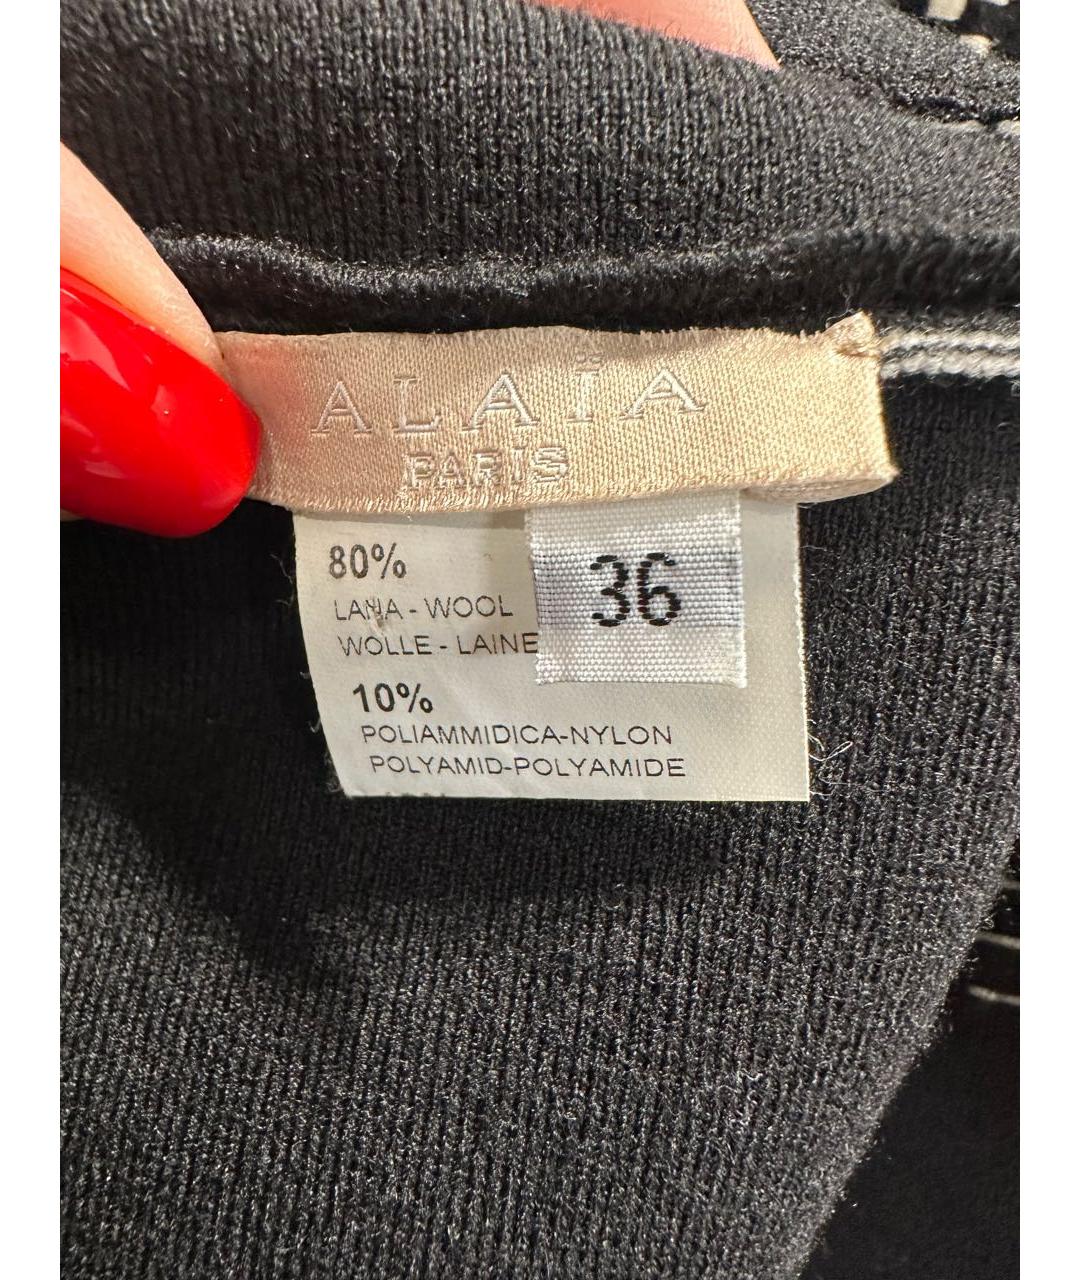 ALAÏA
PARIS
80%
LANA - WOOL
WOLLE - LAINE
36
10%
POLIAMMIDICA-NYLON
POLYAMID-POLYAMIDE